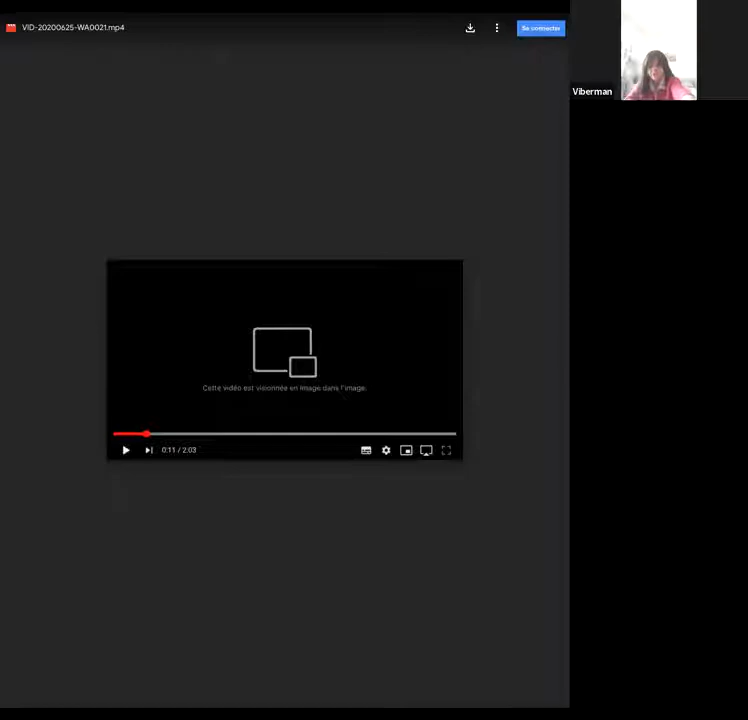 VID-20200625-WA0021.mp4
Se connecter
Viberman
Cette vidéo est visionnée en image dans l'image.
0:11 / 2:03